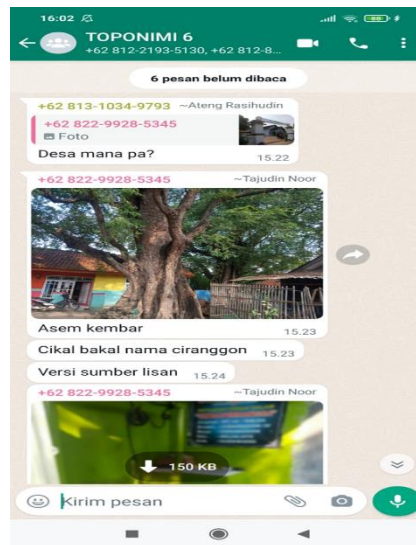 16:02
TOPONIMI 6
+62 812-2193-5130, +62 812-8...
6 pesan belum dibaca
+62 813-1034-9793 ~Ateng Rasihudin
+62 822-9928-5345
Foto
Desa mana pa?
15.22
+62 822-9928-5345 ~Tajudin Noor
Asem kembar
15.23
Cikal bakal nama ciranggon 15.23
Versi sumber lisan 15.24
+62 822-9928-5345 ~Tajudin Noor
150 KB
Kirim pesan